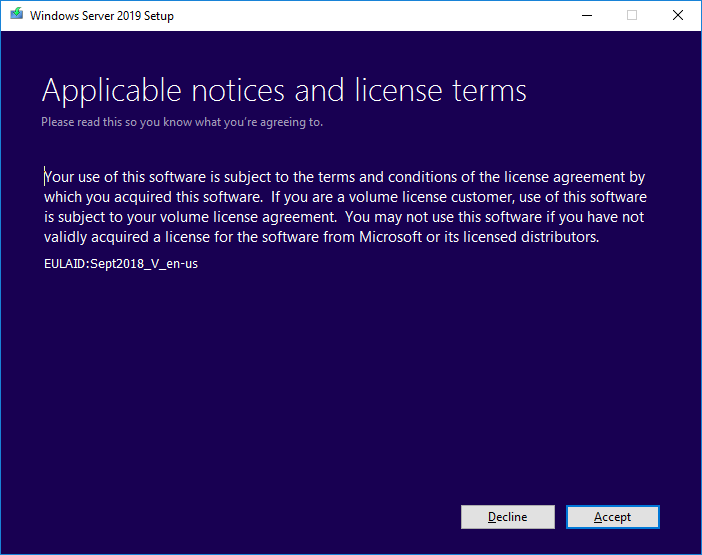 Windows Server 2019 Setup
Applicable notices and license terms
Please read this so you know what you're agreeing to.
Your use of this software is subject to the terms and conditions of the license agreement by
which you acquired this software.  If you are a volume license customer, use of this software
is subject to your volume license agreement.  You may not use this software if you have not
validly acquired a license for the software from Microsoft or its licensed distributors.
EULAID:Sept2018_V_en-us
Decline
Accept